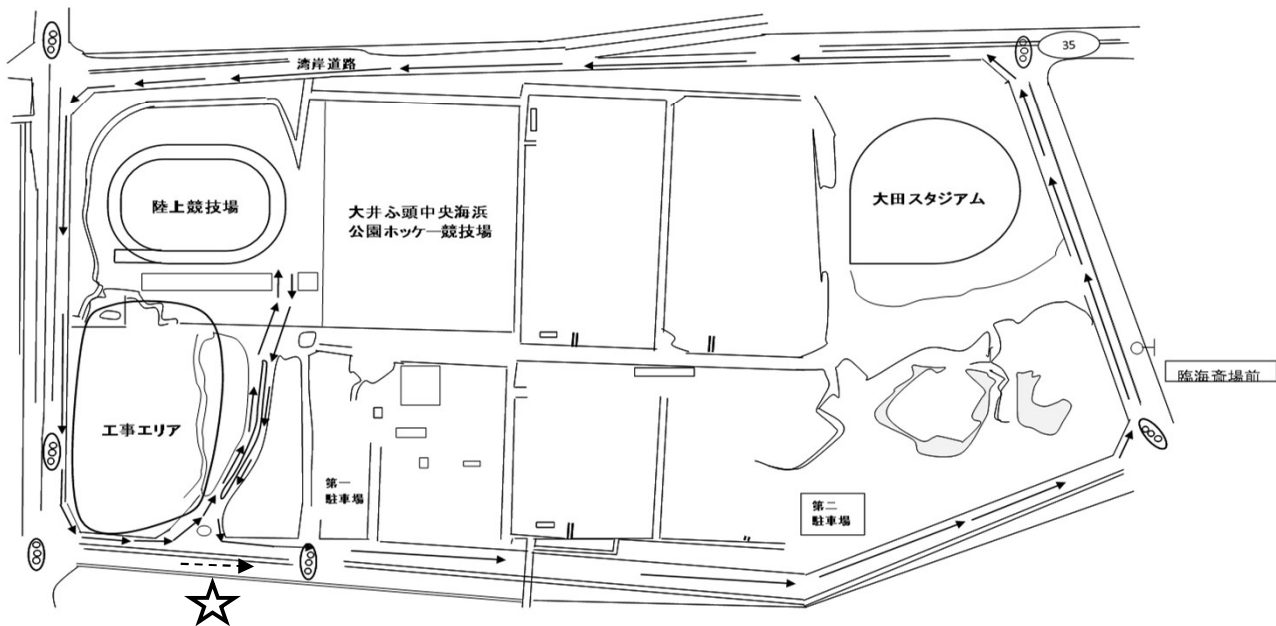 35
湾岸道路
陸上競技場
大井ふ頭中央海浜
公園ホッケー競技場
大田スタジアム
臨海斎場前
工事エリア
第一
駐車場
第二
駐車場